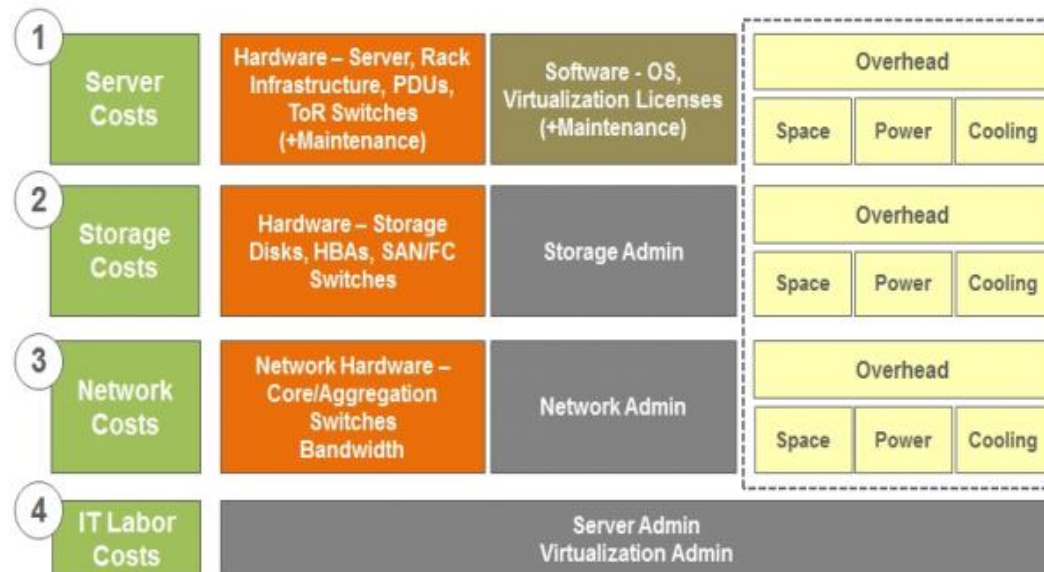 1
Server
Costs
Hardware – Server, Rack
Infrastructure, PDUs,
ToR Switches
(+Maintenance)
Software - OS,
Virtualization Licenses
(+Maintenance)
Overhead
Space
Power
Cooling
2
Storage
Costs
Hardware – Storage
Disks, HBAs, SAN/FC
Switches
Storage Admin
Overhead
Space
Power
Cooling
3
Network
Costs
Network Hardware –
Core/Aggregation
Switches
Bandwidth
Network Admin
Overhead
Space
Power
Cooling
4
IT Labor
Costs
Server Admin
Virtualization Admin